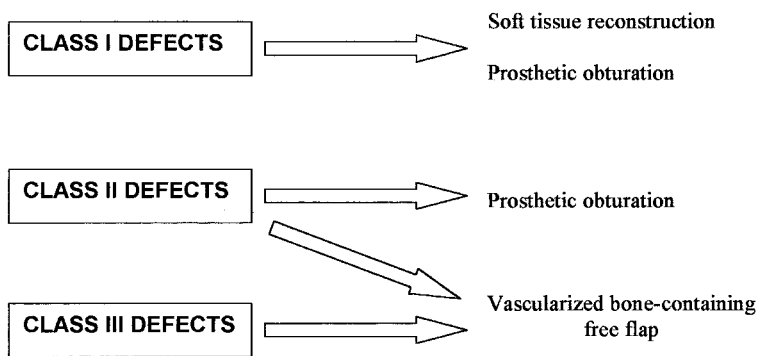 CLASS I DEFECTS
Soft tissue reconstruction
Prosthetic obturation
CLASS II DEFECTS
Prosthetic obturation
CLASS III DEFECTS
Vascularized bone-containing
free flap